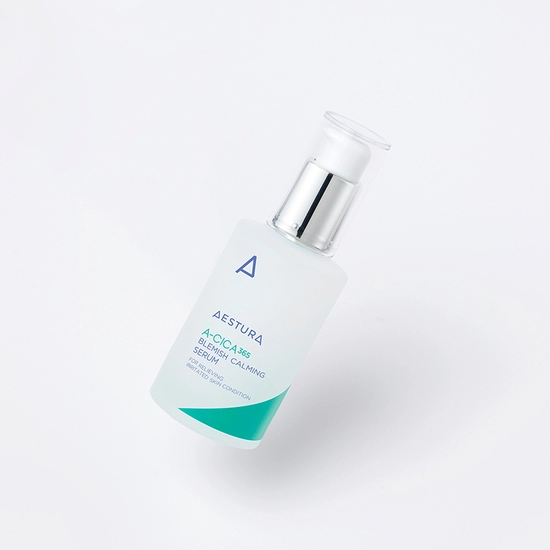 A
AESTURA
A-CICA 365
BLEMISH CALMING
SERUM
FOR RELIEVING
IRRITATED SKIN CONDITION